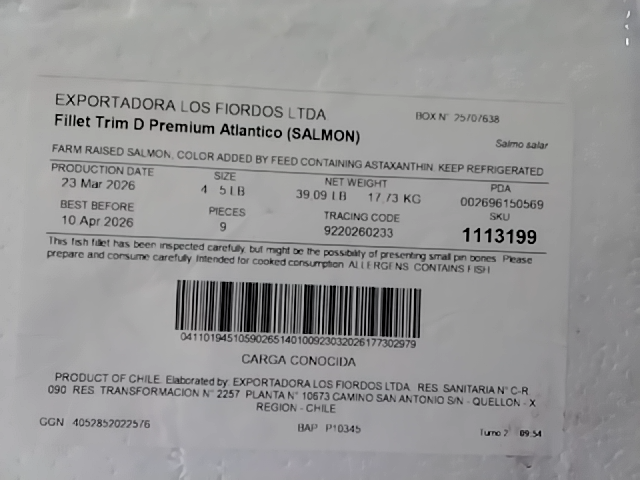 EXPORTADORA LOS FIORDOS LTDA
BOX N° 25707638
Fillet Trim D Premium Atlantico (SALMON)
Salmo salar
FARM RAISED SALMON, COLOR ADDED BY FEED CONTAINING ASTAXANTHIN. KEEP REFRIGERATED
PRODUCTION DATE SIZE NET WEIGHT PDA
23 Mar 2026 4 5 LB 39.09 LB 17.73 KG 002696150569
BEST BEFORE PIECES TRACING CODE SKU
10 Apr 2026 9 9220260233 1113199
This fish fillet has been inspected carefully, but might be the possibility of presenting small pin bones. Please
prepare and consume carefully. Intended for cooked consumption. ALLERGENS: CONTAINS FISH
CARGA CONOCIDA
PRODUCT OF CHILE. Elaborated by: EXPORTADORA LOS FIORDOS LTDA. RES. SANITARIA N° C-R
090 RES. TRANSFORMACION N° 2257 PLANTA N° 10673 CAMINO SAN ANTONIO S/N - QUELLON - X
REGION - CHILE
GGN 4052852022576 BAP P10345 Turno 2 09:54